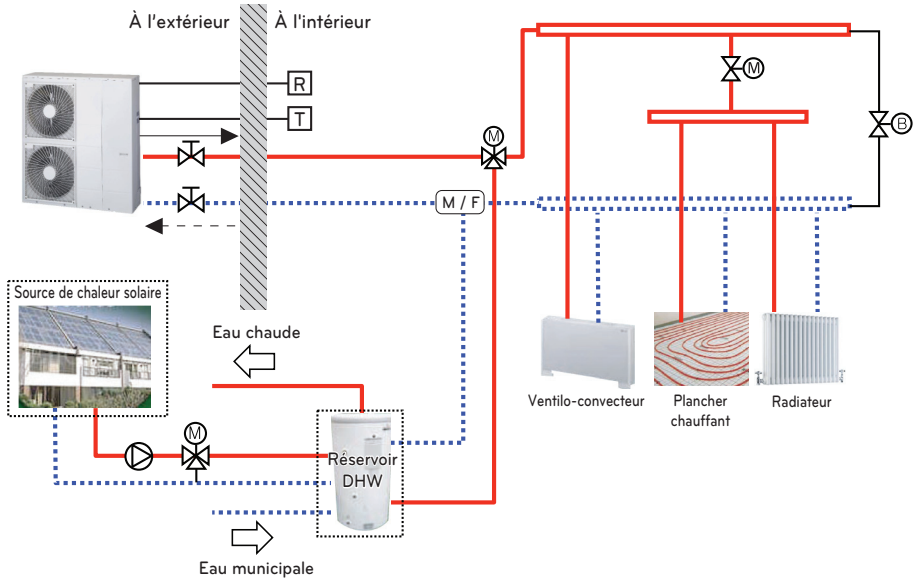 À l'extérieur
À l'intérieur
R
T
M
M
B
M / F
Source de chaleur solaire
Eau chaude
Ventilo-convecteur
Plancher
chauffant
Radiateur
M
Réservoir
DHW
Eau municipale